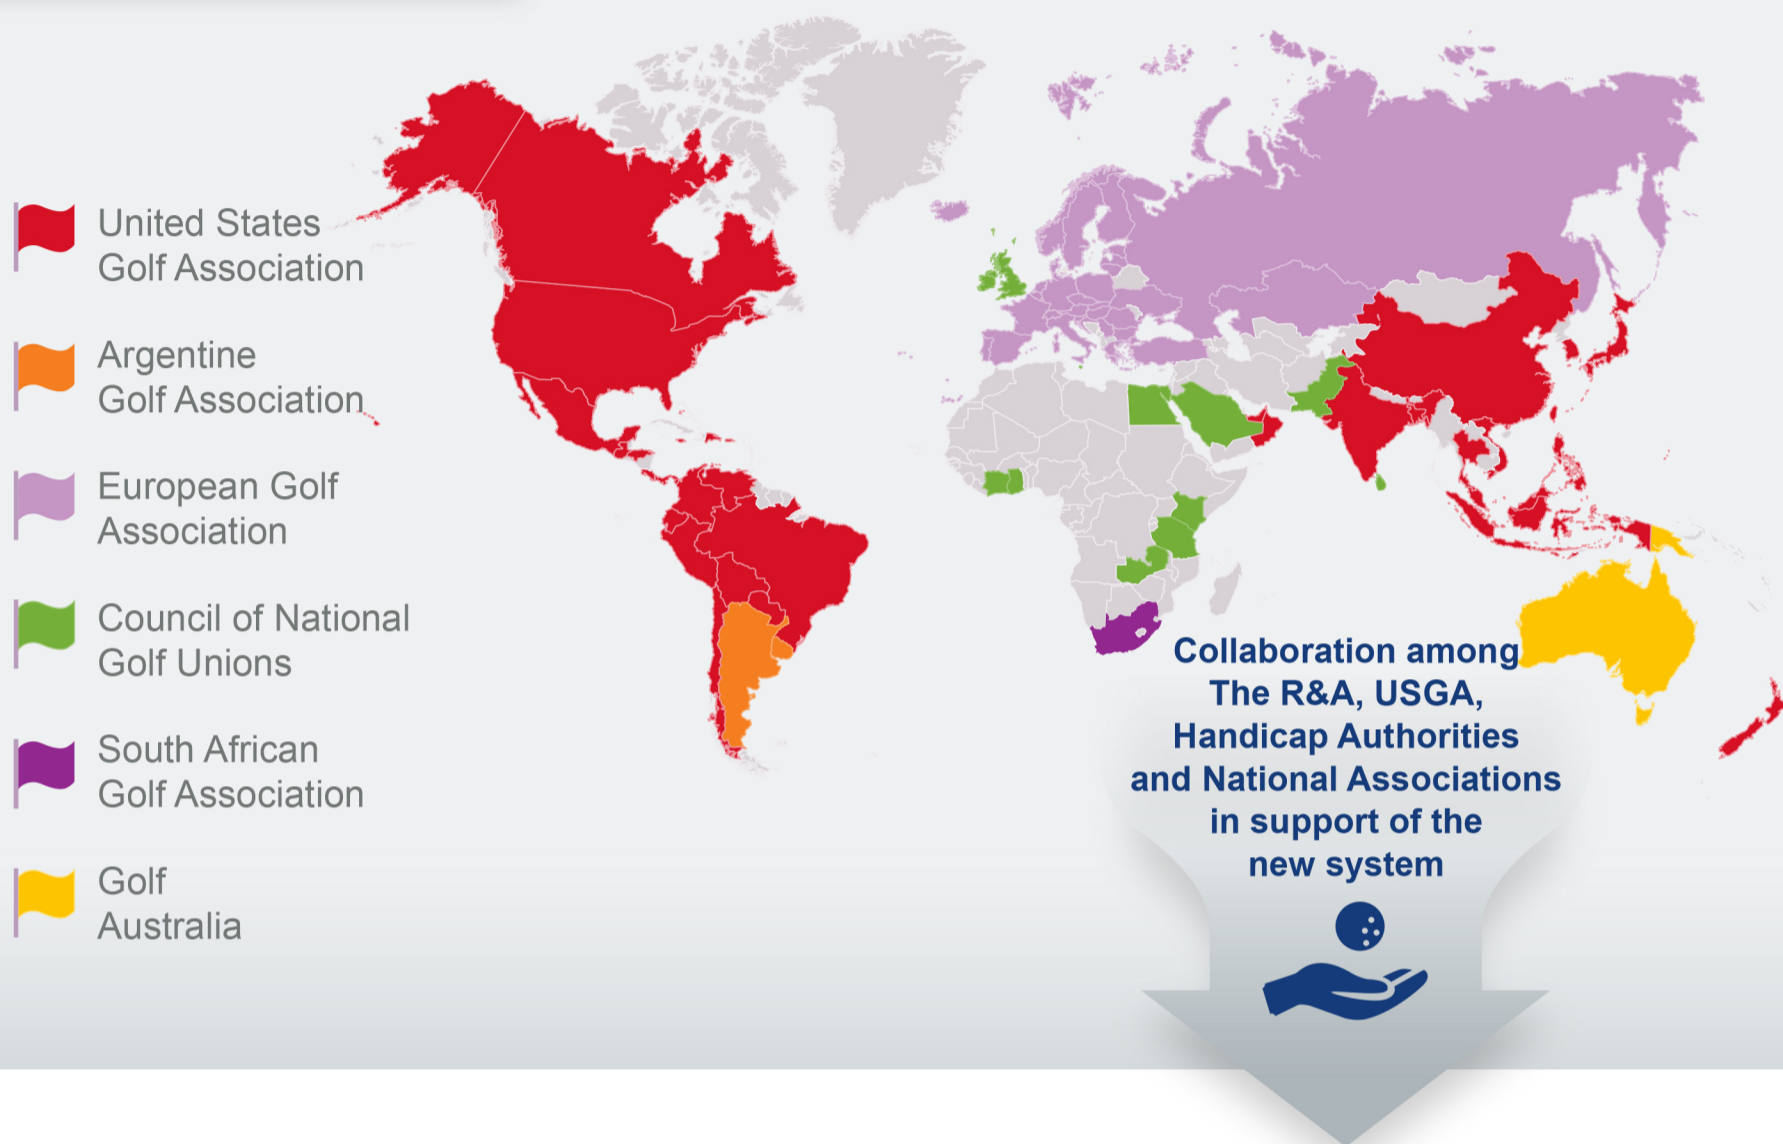 United States
Golf Association
Argentine
Golf Association
European Golf
Association
Council of National
Golf Unions
South African
Golf Association
Golf
Australia
Collaboration among
The R&A, USGA,
Handicap Authorities
and National Associations
in support of the
new system